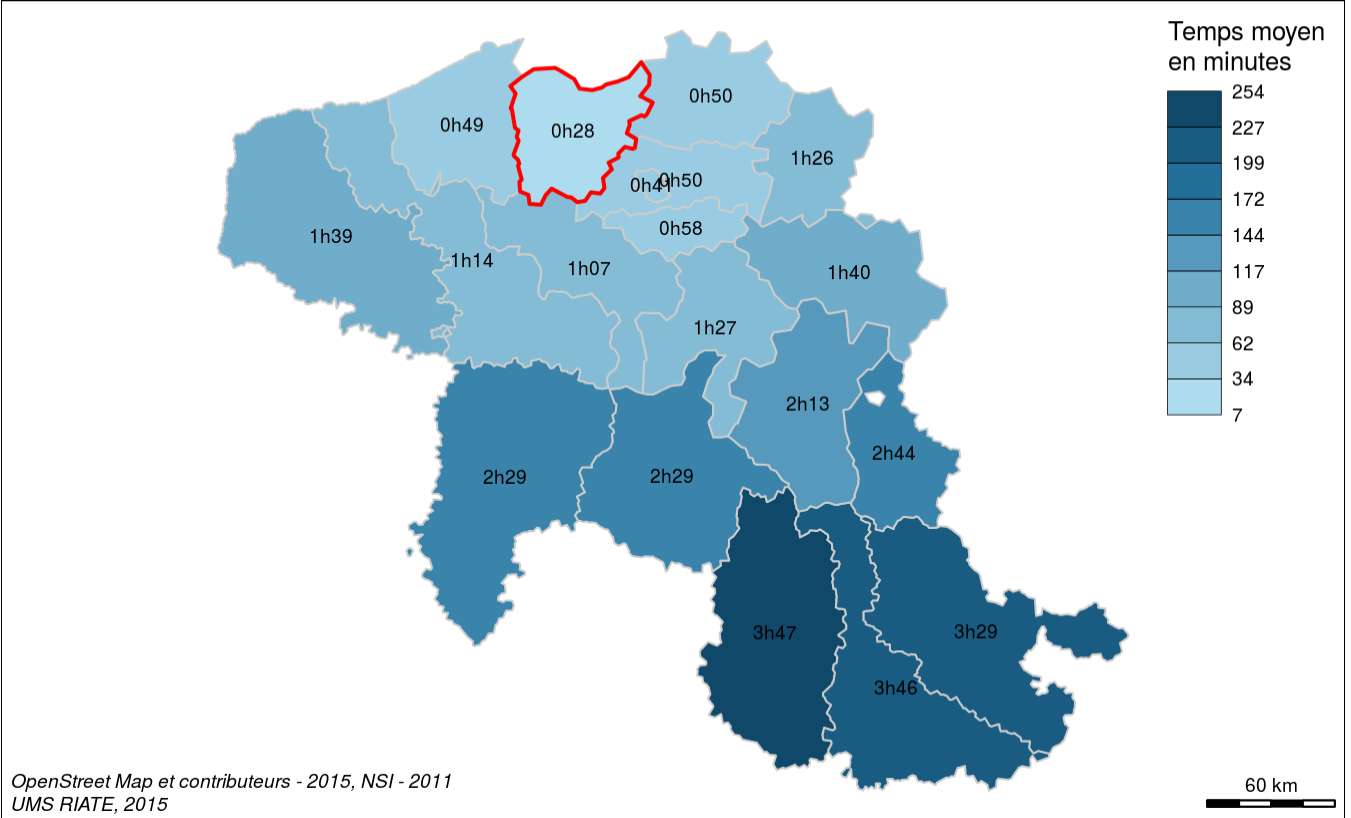 Temps moyen
en minutes
254
227
199
172
144
117
89
62
34
7
0h50
0h49
0h28
1h26
0h41
0h50
0h58
1h39
1h14
1h07
1h40
1h27
2h13
2h44
2h29
2h29
3h47
3h29
3h46
OpenStreet Map et contributeurs - 2015, NSI - 2011
UMS RIATE, 2015
60 km